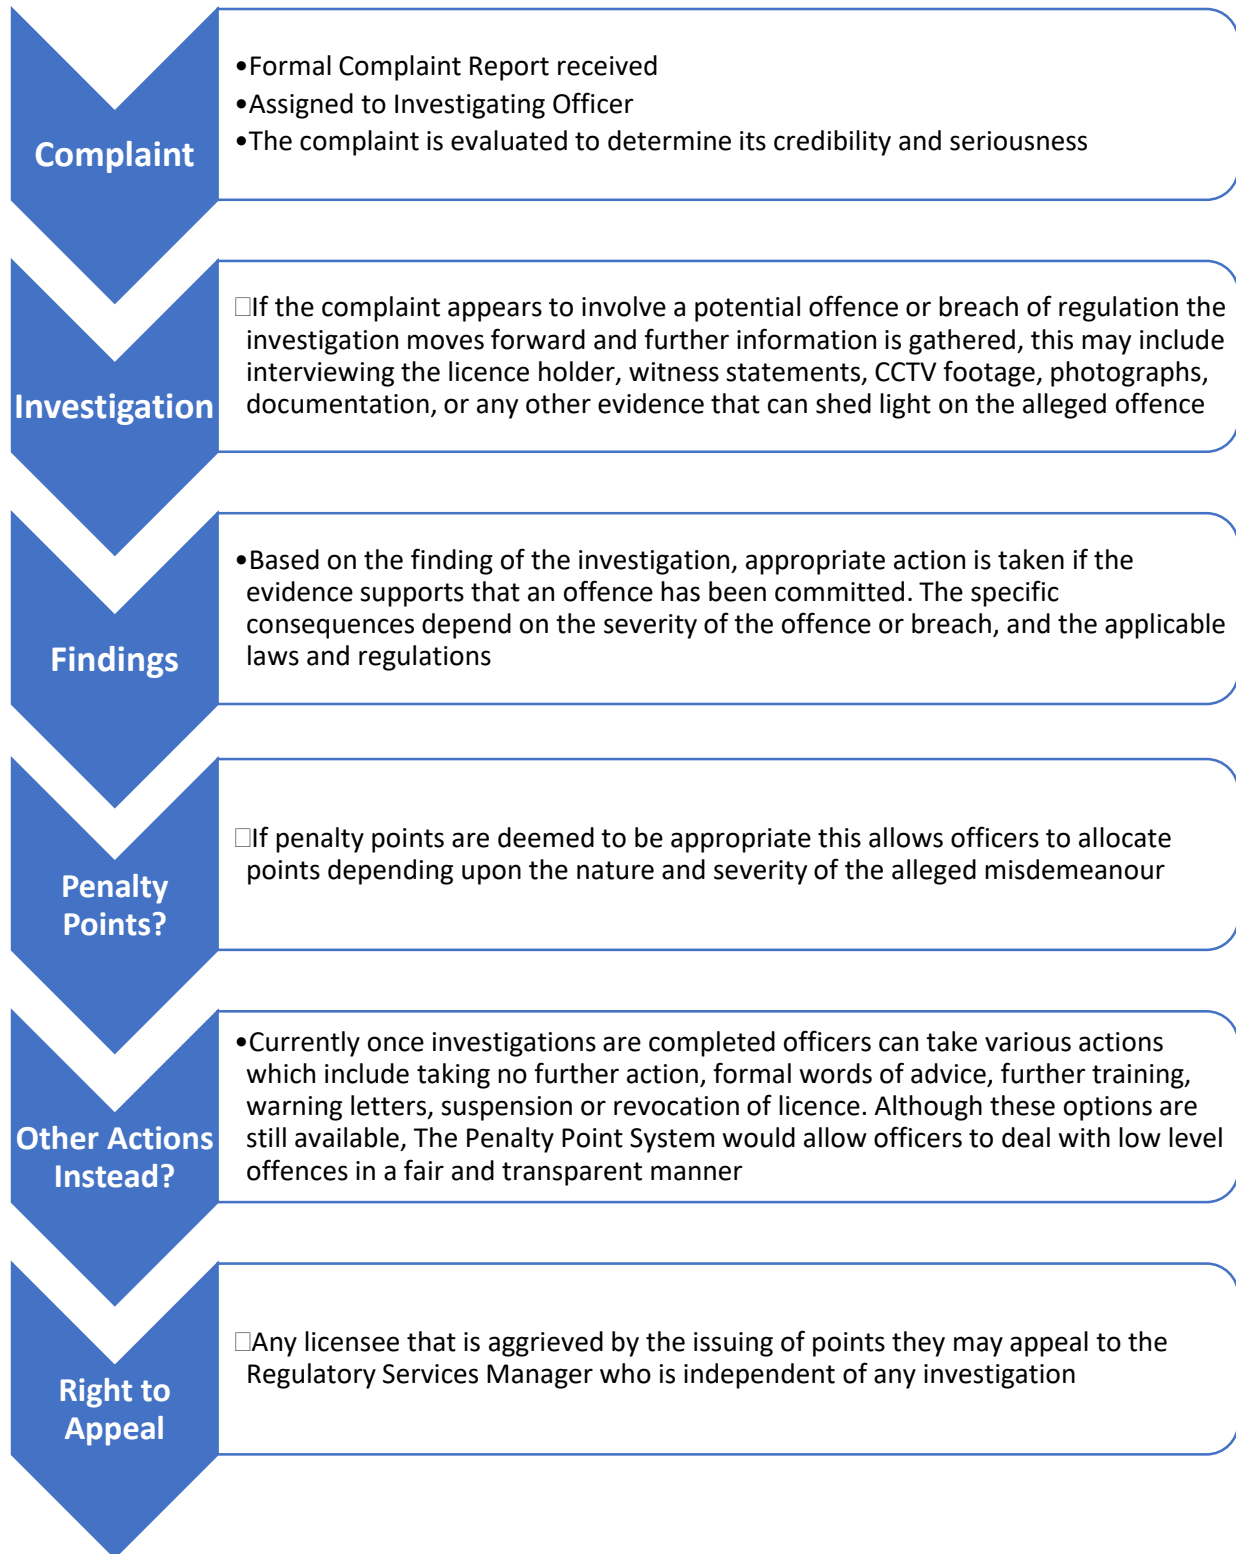 Complaint
•Formal Complaint Report received
•Assigned to Investigating Officer
•The complaint is evaluated to determine its credibility and seriousness
Investigation
□If the complaint appears to involve a potential offence or breach of regulation the
investigation moves forward and further information is gathered, this may include
interviewing the licence holder, witness statements, CCTV footage, photographs,
documentation, or any other evidence that can shed light on the alleged offence
Findings
•Based on the finding of the investigation, appropriate action is taken if the
evidence supports that an offence has been committed. The specific
consequences depend on the severity of the offence or breach, and the applicable
laws and regulations
Penalty
Points?
□If penalty points are deemed to be appropriate this allows officers to allocate
points depending upon the nature and severity of the alleged misdemeanour
Other Actions
Instead?
•Currently once investigations are completed officers can take various actions
which include taking no further action, formal words of advice, further training,
warning letters, suspension or revocation of licence. Although these options are
still available, The Penalty Point System would allow officers to deal with low level
offences in a fair and transparent manner
Right to
Appeal
□Any licensee that is aggrieved by the issuing of points they may appeal to the
Regulatory Services Manager who is independent of any investigation